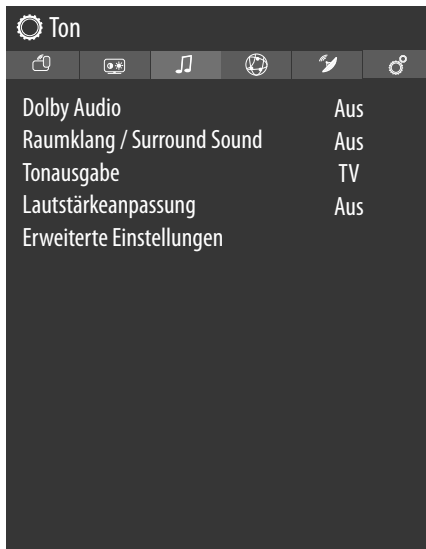 Ton
Dolby Audio Aus
Raumklang / Surround Sound Aus
Tonausgabe TV
Lautstärkeanpassung Aus
Erweiterte Einstellungen